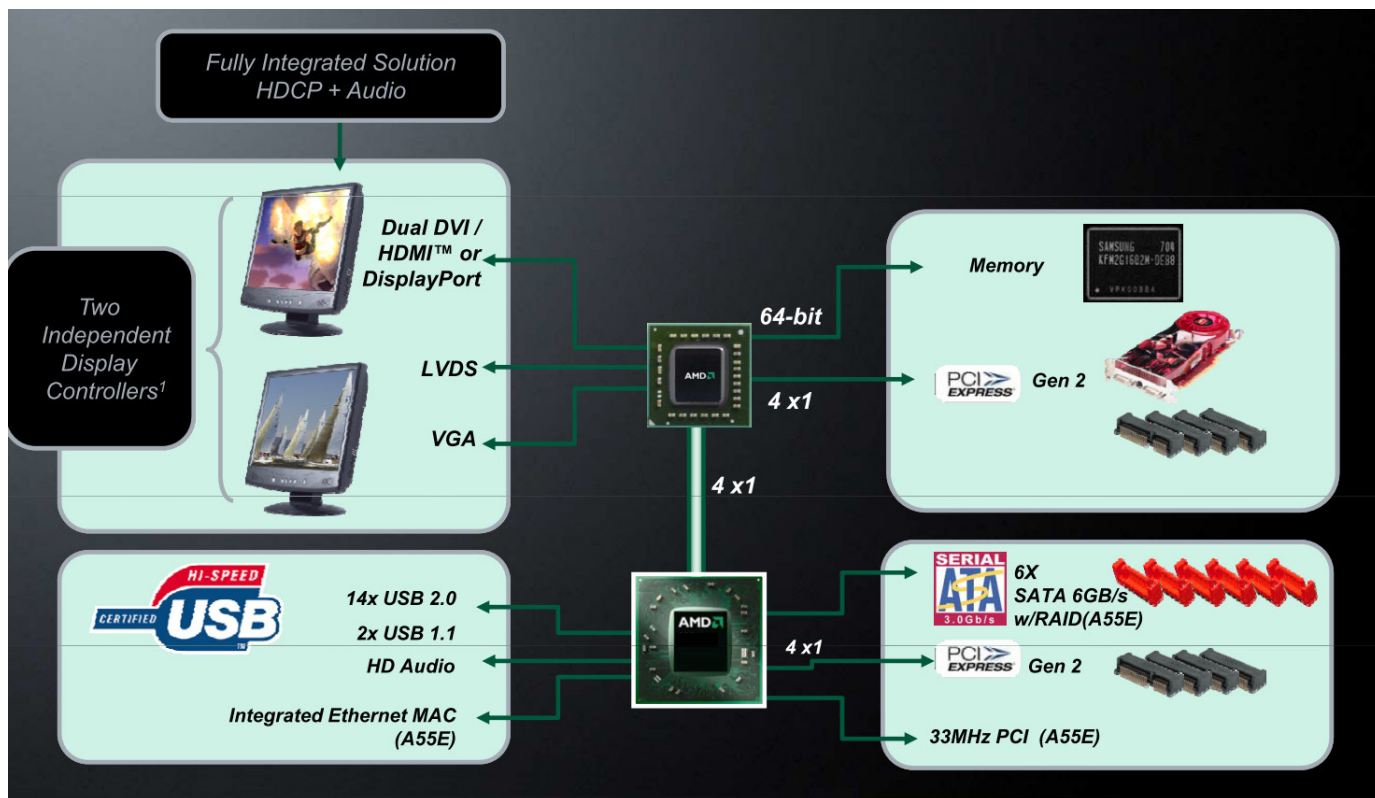 Fully Integrated Solution
HDCP + Audio
Two
Independent
Display
Controllers¹
Dual DVI /
HDMI™ or
DisplayPort
LVDS
VGA
AMD
64-bit
4 x1
4 x1
Memory
SAMSUNG 704
KFM2G16B2M-DEB8
PCI
EXPRESS®
Gen 2
HI-SPEED
CERTIFIED
USB
TM
14x USB 2.0
2x USB 1.1
HD Audio
Integrated Ethernet MAC
(A55E)
AMD
4 x1
SERIAL
ATA
3.0Gb/s
6X
SATA 6GB/s
w/RAID(A55E)
PCI
EXPRESS®
Gen 2
33MHz PCI (A55E)